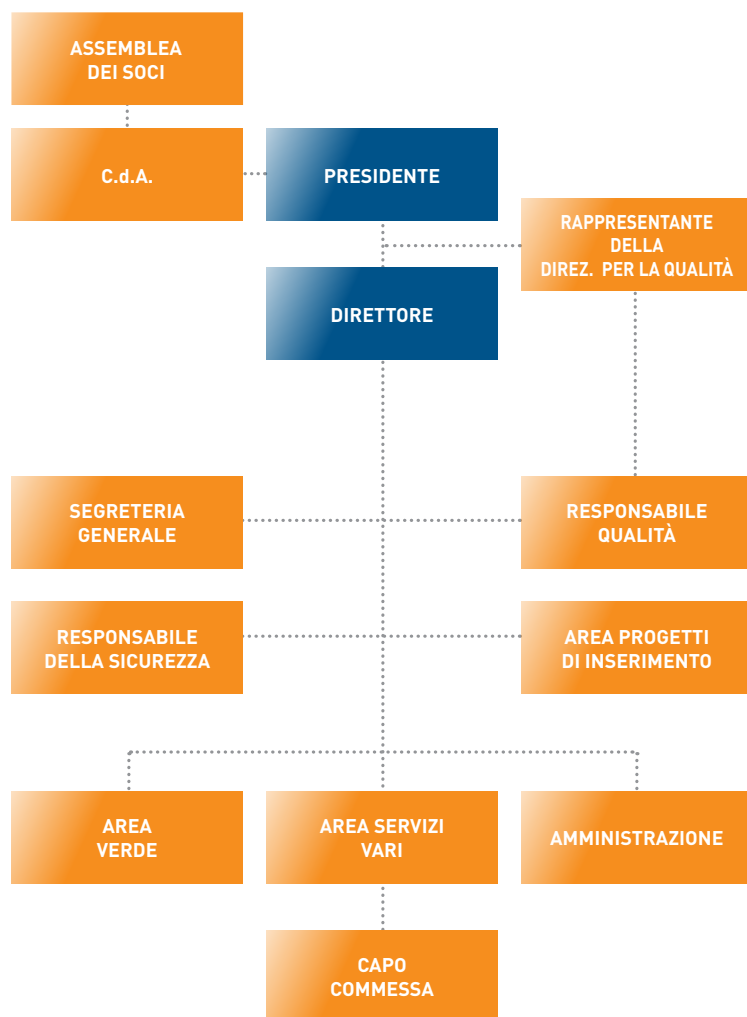 ASSEMBLEA
DEI SOCI
C.d.A.
PRESIDENTE
RAPPRESENTANTE
DELLA
DIREZ. PER LA QUALITÀ
DIRETTORE
SEGRETERIA
GENERALE
RESPONSABILE
QUALITÀ
RESPONSABILE
DELLA SICUREZZA
AREA PROGETTI
DI INSERIMENTO
AREA
VERDE
AREA SERVIZI
VARI
AMMINISTRAZIONE
CAPO
COMMESSA